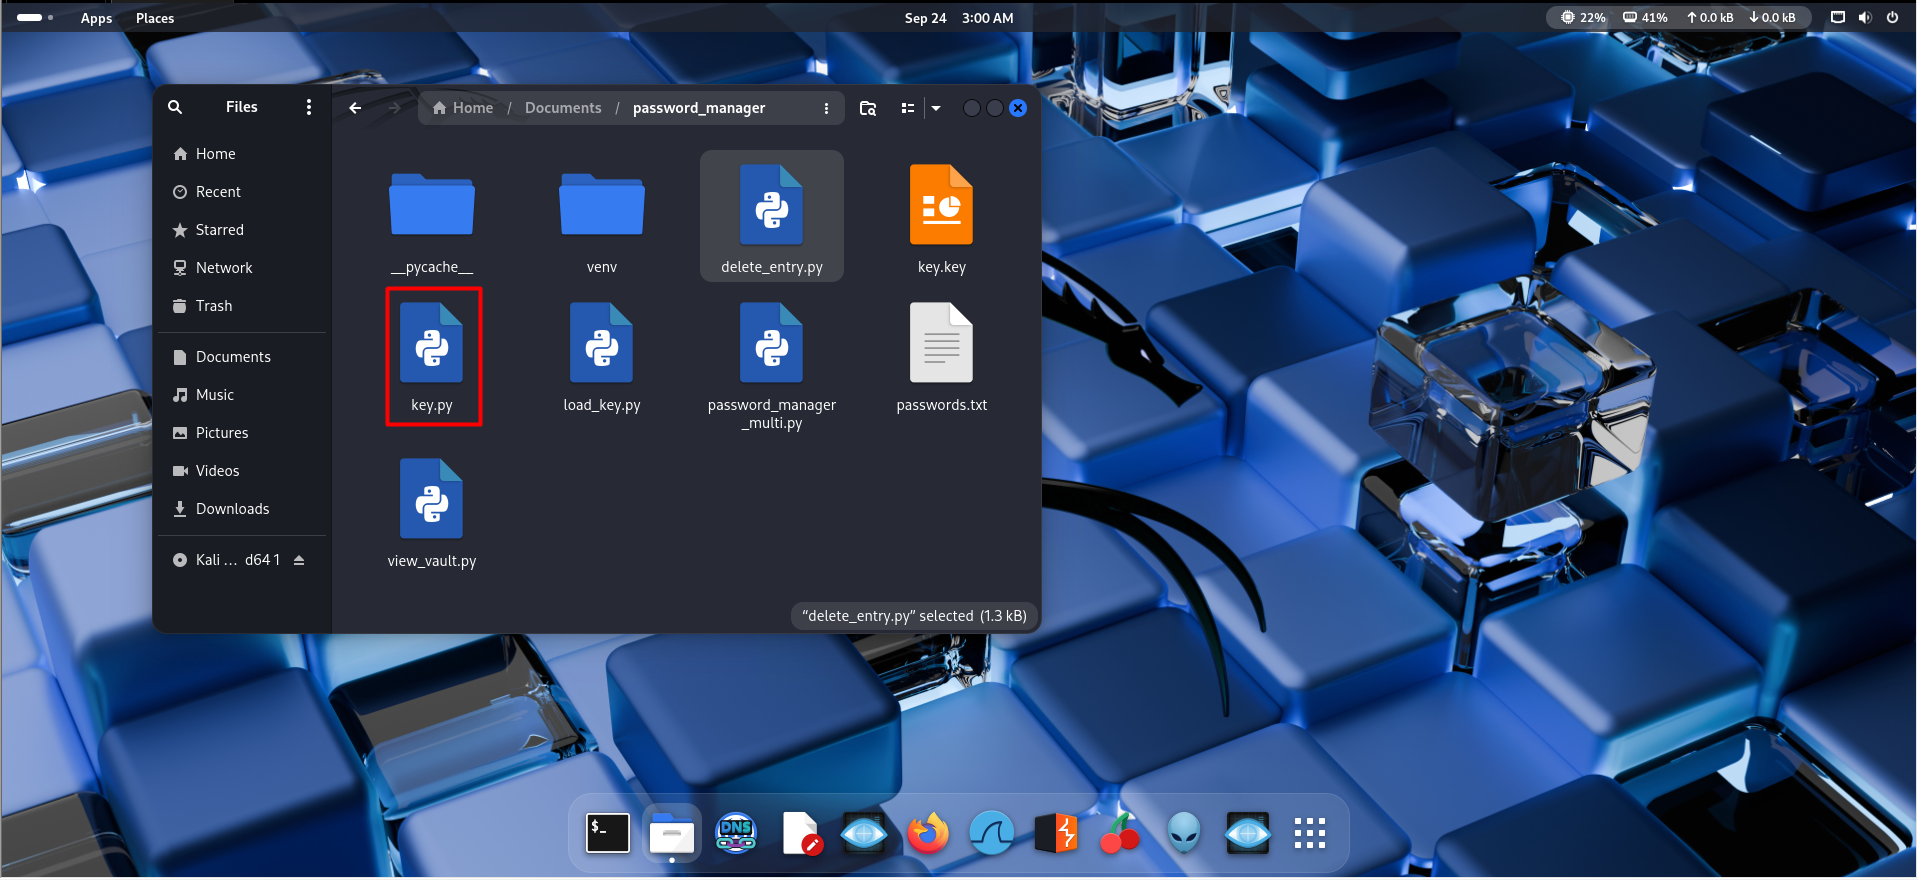 Apps Places
Sep 24 3:00 AM
22% 41% 0.0 kB 0.0 kB
Files
Home / Documents / password_manager
Home
Recent
Starred
Network
Trash
Documents
Music
Pictures
Videos
Downloads
Kali ... d64 1
__pycache__
venv
delete_entry.py
key.key
key.py
load_key.py
password_manager
_multi.py
passwords.txt
view_vault.py
“delete_entry.py” selected (1.3 kB)
$_
DNS